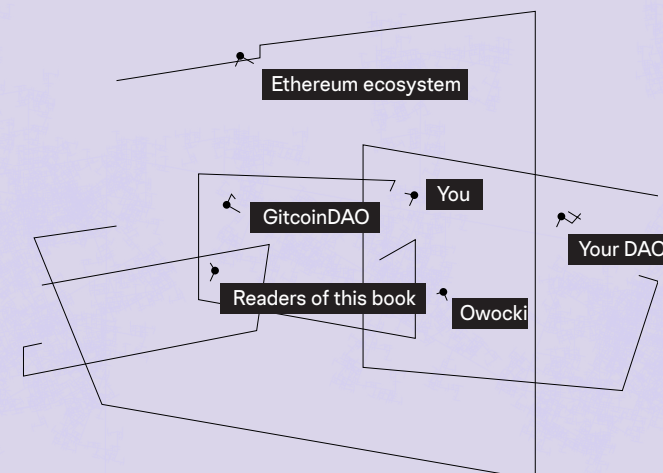 Ethereum ecosystem
You
GitcoinDAO
Your DAO
Readers of this book
Owocki